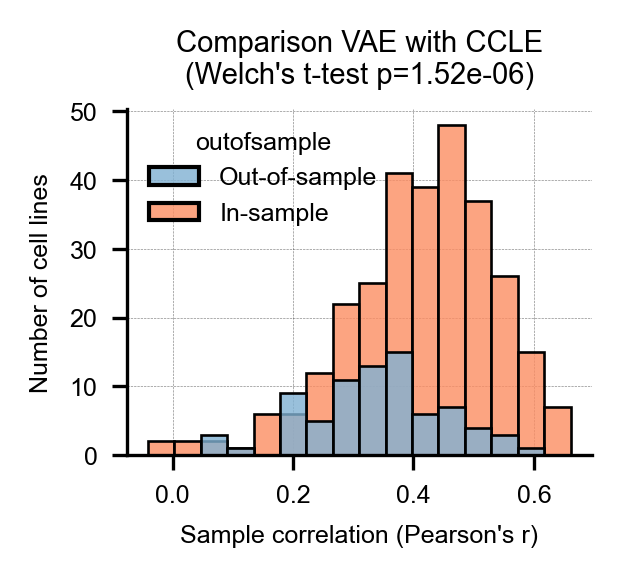 Comparison VAE with CCLE
(Welch's t-test p=1.52e-06)
50
40
30
20
10
0
Number of cell lines
outofsample
Out-of-sample
In-sample
0.0 0.2 0.4 0.6
Sample correlation (Pearson's r)